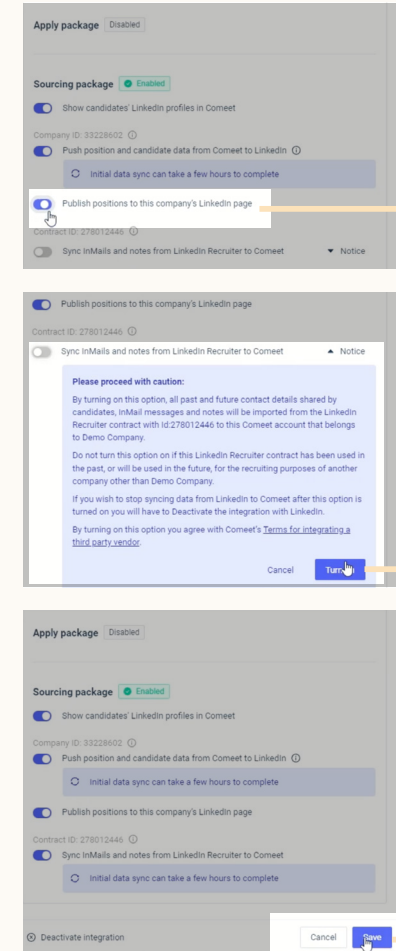 Apply package Disabled
Sourcing package Enabled
Show candidates' LinkedIn profiles in Comeet
Company ID: 33228602
Push position and candidate data from Comeet to LinkedIn
Initial data sync can take a few hours to complete
Publish positions to this company's LinkedIn page
Contract ID: 278012446
Sync InMails and notes from LinkedIn Recruiter to Comeet Notice
Publish positions to this company's LinkedIn page
Contract ID: 278012446
Sync InMails and notes from LinkedIn Recruiter to Comeet Notice
Please proceed with caution:
By turning on this option, all past and future contact details shared by
candidates, InMail messages and notes will be imported from the LinkedIn
Recruiter contract with Id:278012446 to this Comeet account that belongs
to Demo Company.
Do not turn this option on if this LinkedIn Recruiter contract has been used in
the past, or will be used in the future, for the recruiting purposes of another
company other than Demo Company.
If you wish to stop syncing data from LinkedIn to Comeet after this option is
turned on you will have to Deactivate the integration with LinkedIn.
By turning on this option you agree with Comeet's Terms for integrating a
third party vendor.
Cancel Turn
Apply package Disabled
Sourcing package Enabled
Show candidates' LinkedIn profiles in Comeet
Company ID: 33228602
Push position and candidate data from Comeet to LinkedIn
Initial data sync can take a few hours to complete
Publish positions to this company's LinkedIn page
Contract ID: 278012446
Sync InMails and notes from LinkedIn Recruiter to Comeet
Initial data sync can take a few hours to complete
Deactivate integration Cancel Save